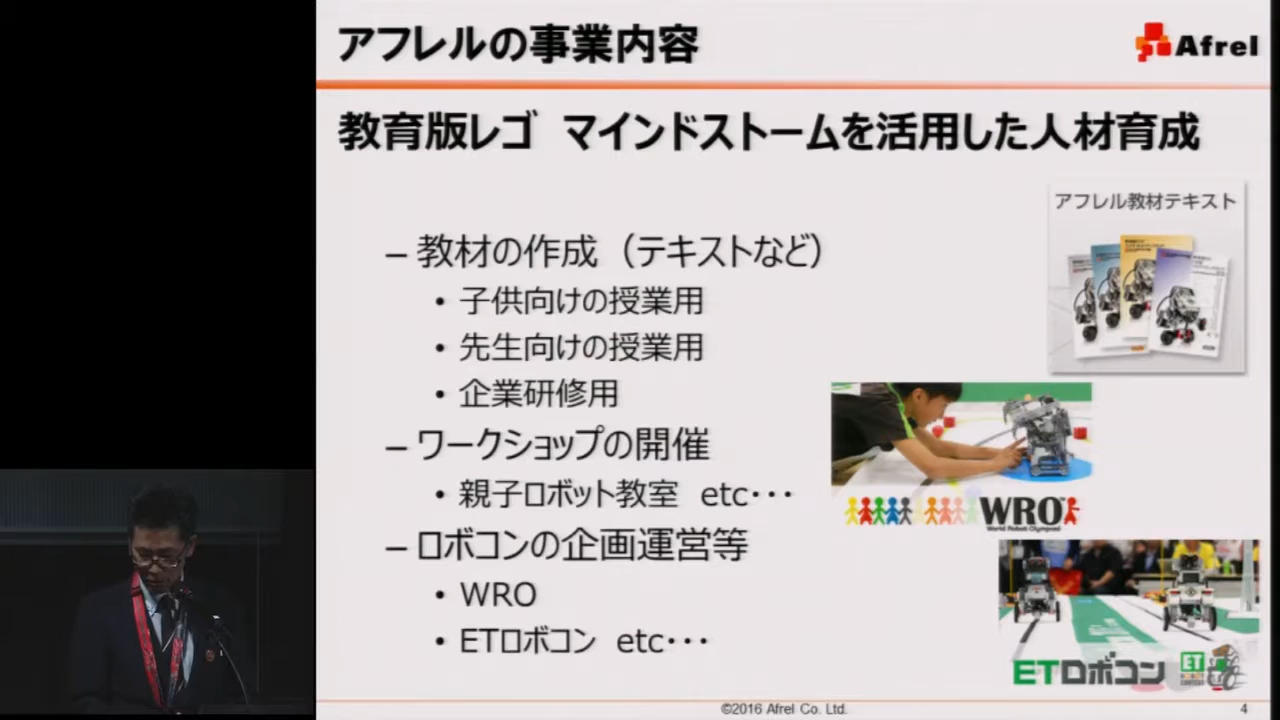 アフレルの事業内容
Afrel
教育版レゴ マインドストームを活用した人材育成
アフレル教材テキスト
– 教材の作成（テキストなど）
• 子供向けの授業用
• 先生向けの授業用
• 企業研修用
– ワークショップの開催
• 親子ロボット教室 etc・・・
WRO
World Robot Olympiad
– ロボコンの企画運営等
• WRO
• ETロボコン etc・・・
ETロボコン
ET
©2016 Afrel Co. Ltd.
4